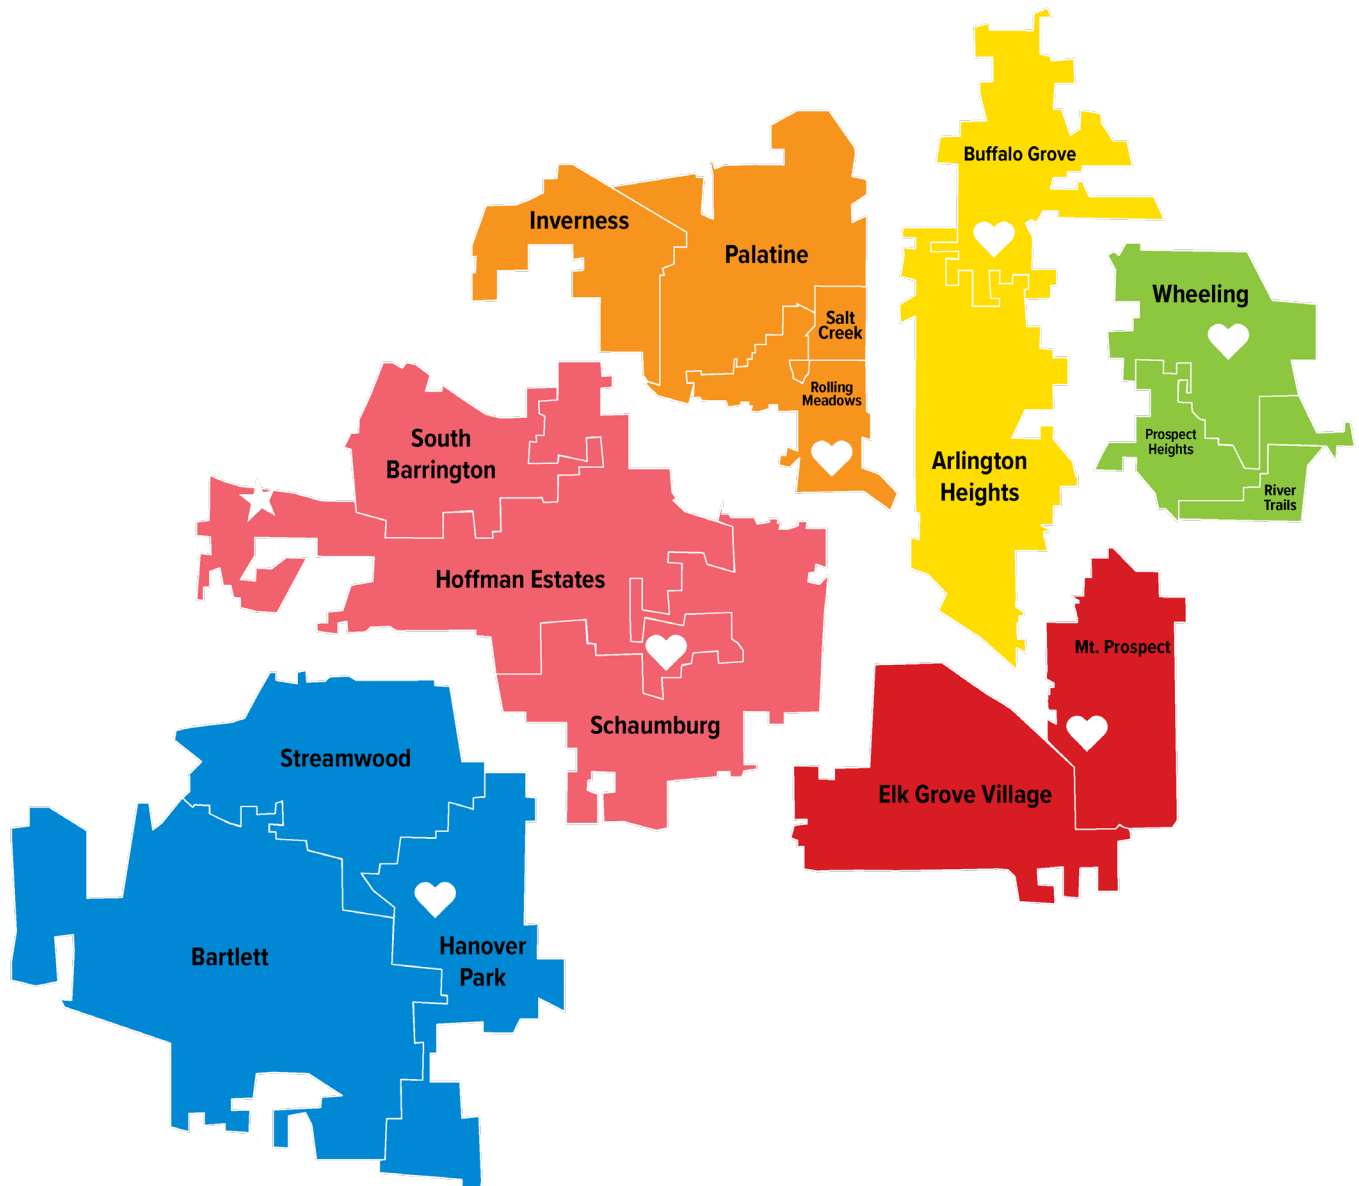 Buffalo Grove
Inverness
Palatine
Wheeling
Salt
Creek
Rolling
Meadows
South
Barrington
Arlington
Heights
Prospect
Heights
River
Trails
Hoffman Estates
Mt. Prospect
Schaumburg
Streamwood
Elk Grove Village
Bartlett
Hanover
Park